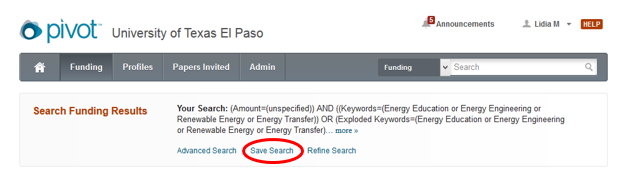 pivot™ University of Texas El Paso
5 Announcements Lidia M HELP
Funding Profiles Papers Invited Admin Funding Search
Search Funding Results
Your Search: (Amount=(unspecified)) AND ((Keywords=(Energy Education or Energy Engineering or
Renewable Energy or Energy Transfer)) OR (Exploded Keywords=(Energy Education or Energy Engineering
or Renewable Energy or Energy Transfer)... more »
Advanced Search Save Search Refine Search